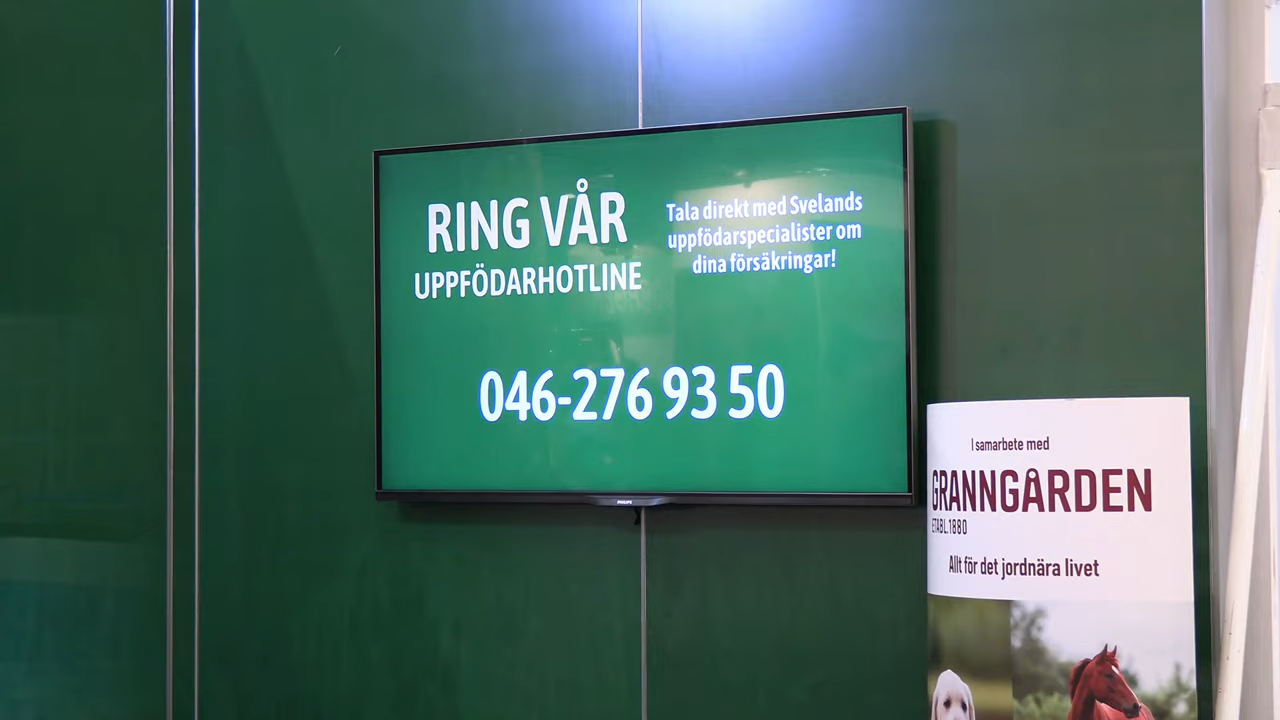 RING VÅR
UPPFÖDARHOTLINE
Tala direkt med Svelands
uppfödarspecialister om
dina försäkringar!
046-276 93 50
PHILIPS
I samarbete med
GRANNGÅRDEN
ETABL.1880
Allt för det jordnära livet